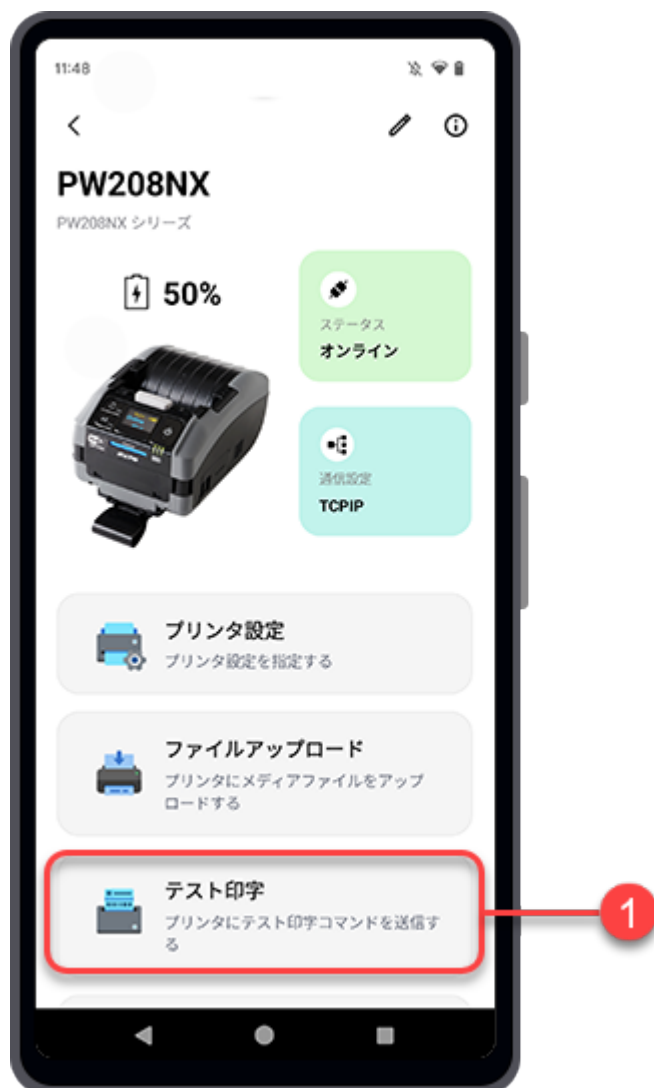 11:48
PW208NX
PW208NX シリーズ
50%
ステータス
オンライン
通信設定
TCPIP
プリンタ設定
プリンタ設定を指定する
ファイルアップロード
プリンタにメディアファイルをアップ
ロードする
テスト印字
プリンタにテスト印字コマンドを送信す
る
1